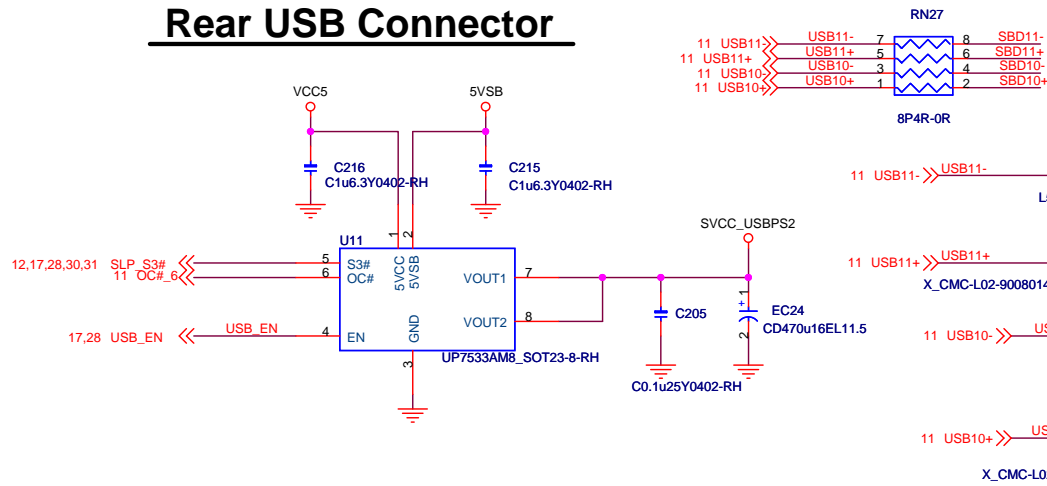 Rear USB Connector
RN27
11 USB11- USB11- 7 8 SBD11-
11 USB11+ USB11+ 5 6 SBD11+
11 USB10- USB10- 3 4 SBD10-
11 USB10+ USB10+ 1 2 SBD10+
8P4R-0R
VCC5
5VSB
C216
C1u6.3Y0402-RH
C215
C1u6.3Y0402-RH
11 USB11- USB11-
SVCC_USBPS2
U11
1 2
12,17,28,30,31 SLP_S3# 5 S3# 5VCC 5VSB VOUT1 7
11 OC#_6 6 OC#
17,28 USB_EN USB_EN 4 EN GND VOUT2 8
3
UP7533AM8_SOT23-8-RH
C205
C0.1u25Y0402-RH
+ 1
EC24
CD470u16EL11.5
2
11 USB11+ USB11+
X_CMC-L02-9008014
11 USB10-
11 USB10+
X_CMC-L0